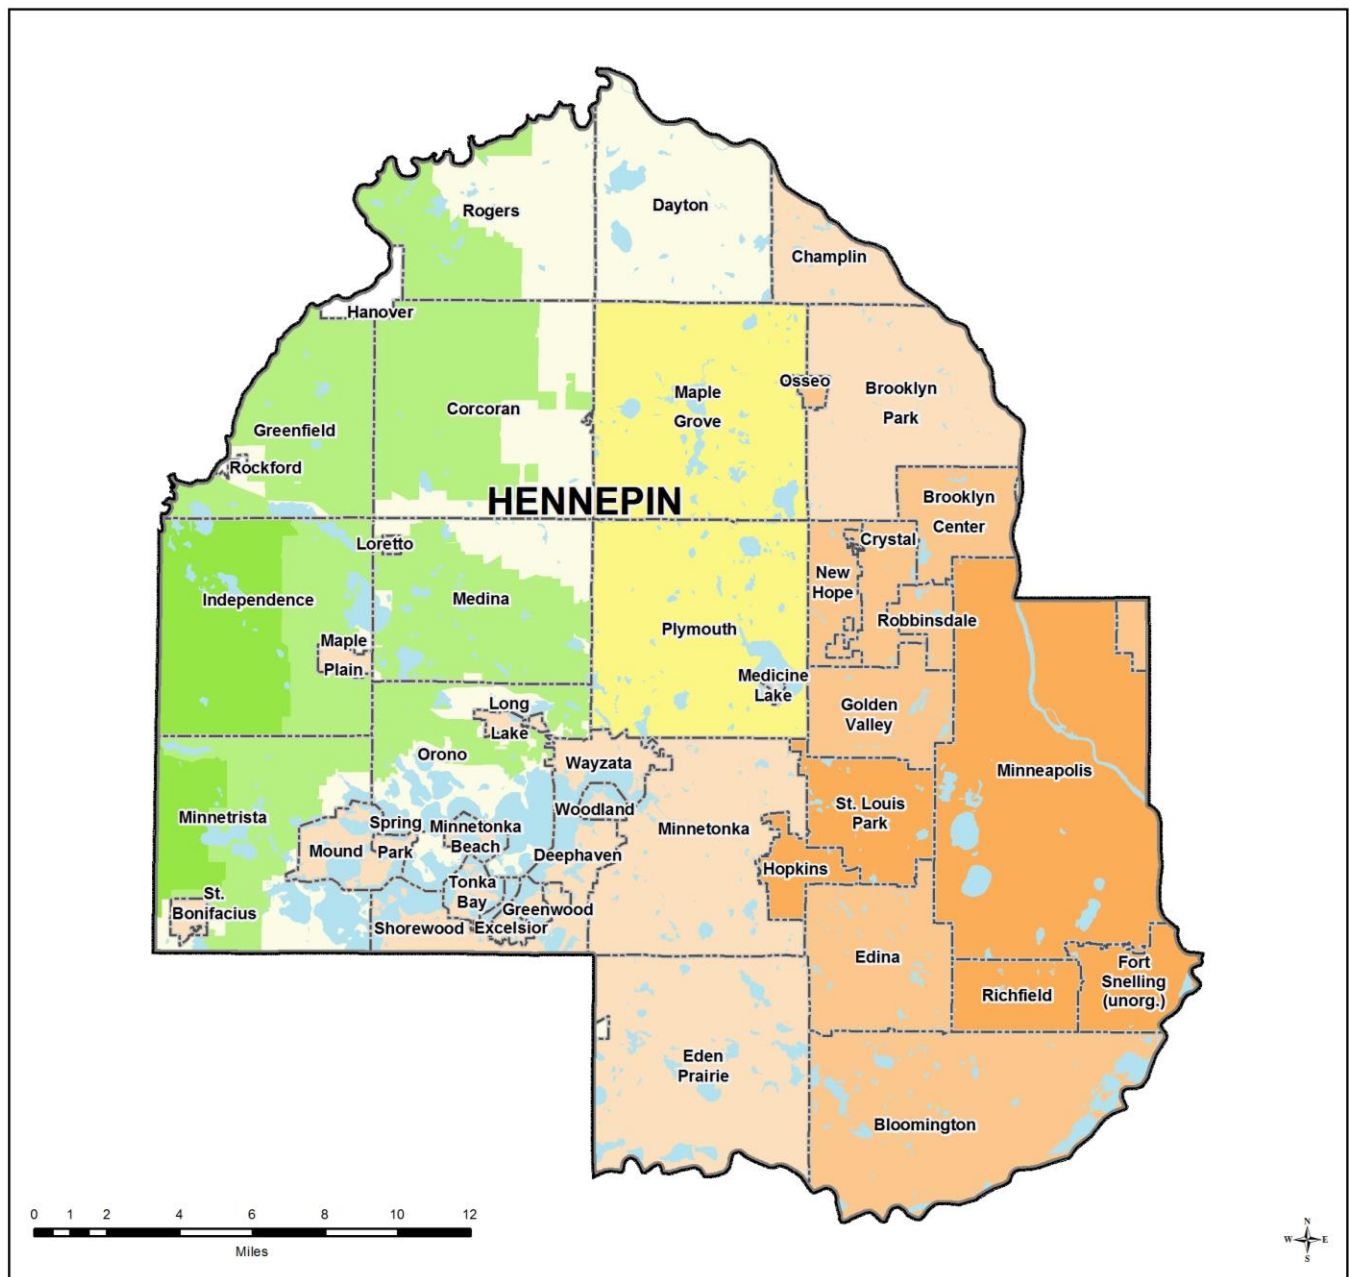 Rogers
Dayton
Champlin
Hanover
Osseo
Maple
Grove
Brooklyn
Park
Corcoran
Greenfield
Rockford
HENNEPIN
Brooklyn
Center
Loretto
Crystal
New
Hope
Independence
Medina
Robbinsdale
Plymouth
Maple
Plain
Medicine
Lake
Long
Lake
Golden
Valley
Orono
Wayzata
Minneapolis
Woodland
St. Louis
Park
Minnetrista
Spring
Park
Minnetonka
Beach
Minnetonka
Mound
Deephaven
Hopkins
Tonka
Bay
St.
Bonifacius
Greenwood
Shorewood
Excelsior
Edina
Fort
Snelling
(unorg.)
Richfield
Eden
Prairie
Bloomington
0 1 2 4 6 8 10 12
Miles
N
W E
S